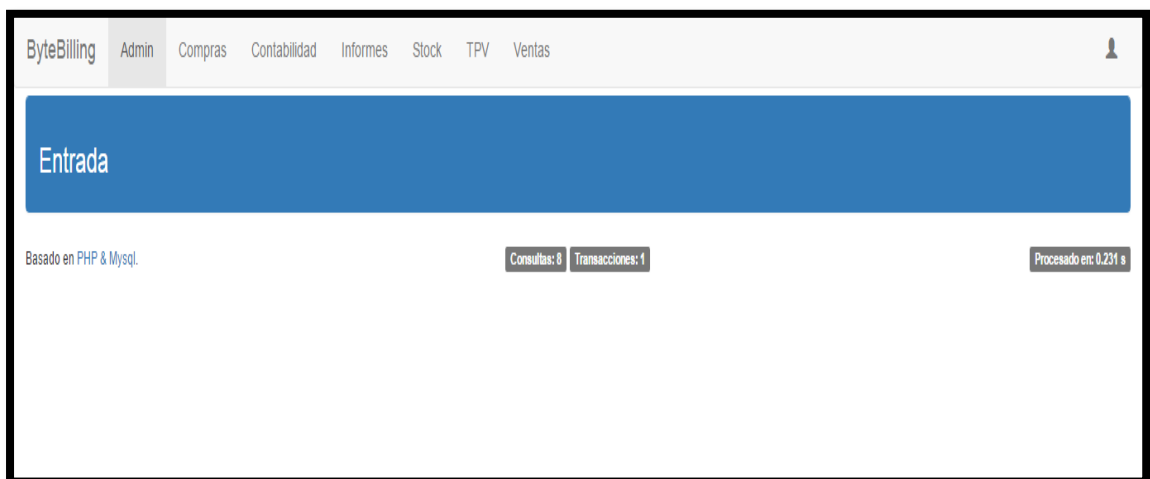 ByteBilling Admin Compras Contabilidad Informes Stock TPV Ventas
Entrada
Basado en PHP & Mysql. Consultas: 8 Transacciones: 1 Procesado en: 0.231 s